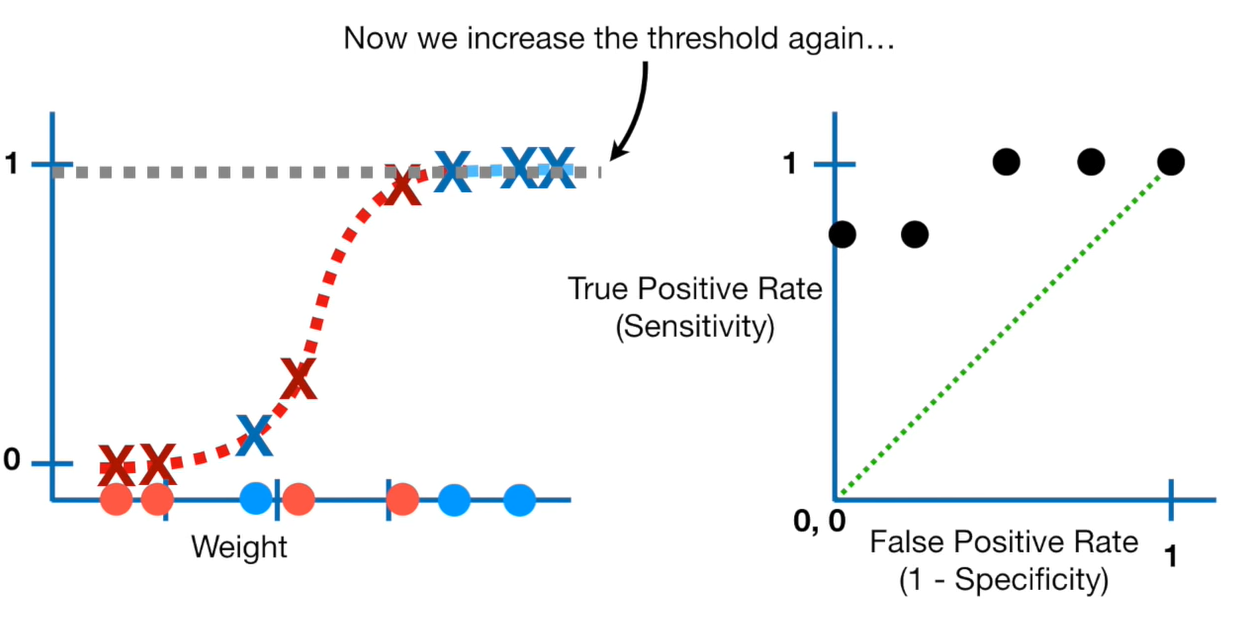 Now we increase the threshold again...
1
0
Weight
1
True Positive Rate
(Sensitivity)
0, 0
False Positive Rate
(1 - Specificity)
1